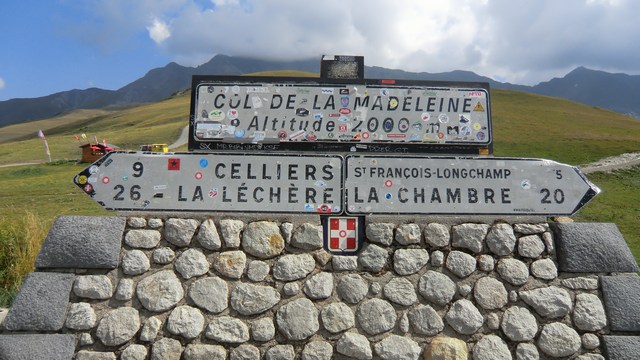 COL DE LA MADELEINE
Altitude 2000 m
9 CELLIERS
26 - LA LÉCHÈRE
ST FRANÇOIS-LONGCHAMP 5
LA CHAMBRE 20